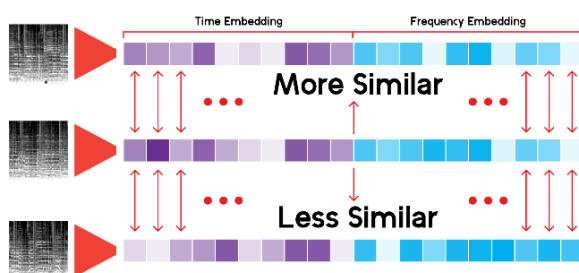 Time Embedding
Frequency Embedding
More Similar
Less Similar